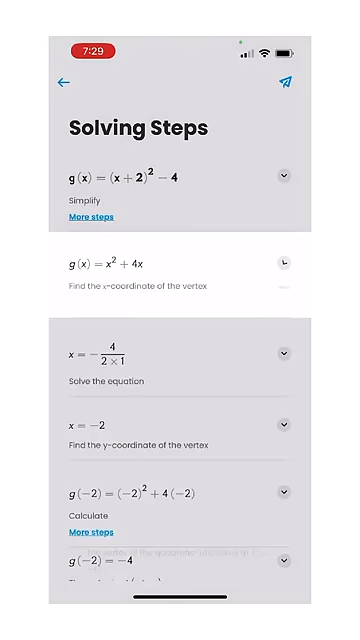 7:29
Solving Steps
g(x) = (x + 2)² − 4
Simplify
More steps
g(x) = x² + 4x
Find the x-coordinate of the vertex
x = − 4 / 2 × 1
Solve the equation
x = −2
Find the y-coordinate of the vertex
g(−2) = (−2)² + 4(−2)
Calculate
More steps
g(−2) = −4